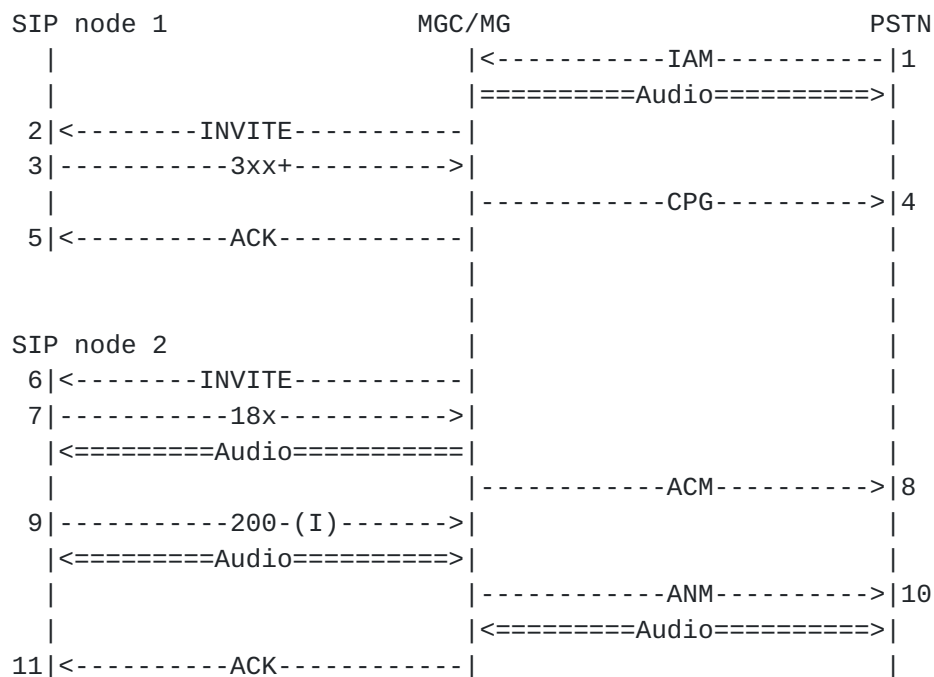 SIP node 1                MGC/MG                       PSTN
  |                          |<-----------IAM-----------|1
  |                          |==========Audio==========>|
 2|<--------INVITE-----------|                          |
 3|-----------3xx+---------->|                          |
  |                          |------------CPG---------->|4
 5|<----------ACK------------|                          |
                             |                          |
                             |                          |
SIP node 2                   |                          |
 6|<--------INVITE-----------|                          |
 7|-----------18x----------->|                          |
  |<=========Audio===========|                          |
  |                          |------------ACM---------->|8
 9|-----------200-(I)------->|                          |
  |<=========Audio==========>|                          |
  |                          |------------ANM---------->|10
  |                          |<=========Audio==========>|
11|<----------ACK------------|                          |